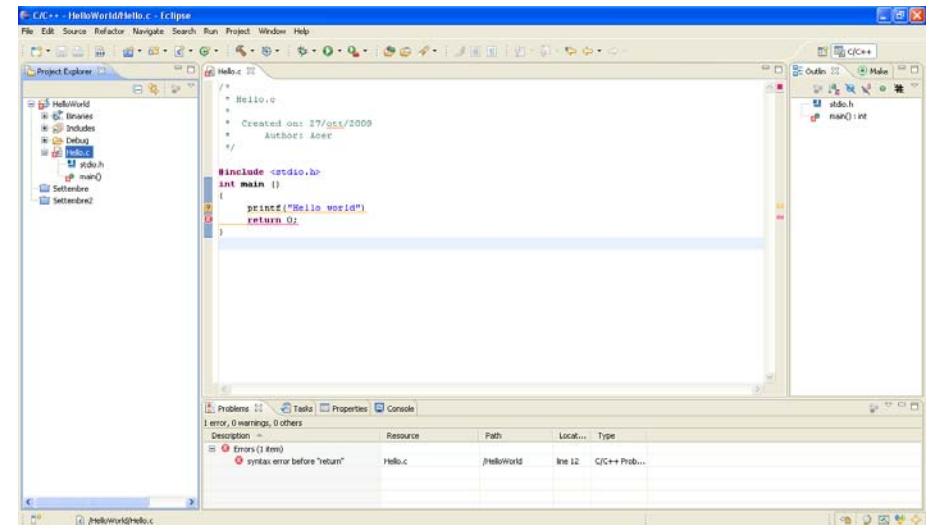 C/C++ - HelloWorld/Hello.c - Eclipse
File Edit Source Refactor Navigate Search Run Project Window Help
C/C++
Project Explorer
HelloWorld
Binaries
Includes
Debug
Hello.c
stdio.h
main()
Settembre
Settembre2
Hello.c
/*
* Hello.c
*
* Created on: 27/ott/2009
* Author: Acer
*/
#include <stdio.h>
int main ()
{
printf("Hello world")
return 0;
}
Outlin Make
stdio.h
main() : int
Problems Tasks Properties Console
1 error, 0 warnings, 0 others
Description Resource Path Locat... Type
Errors (1 item)
syntax error before "return" Hello.c /HelloWorld line 12 C/C++ Prob...
/HelloWorld/Hello.c